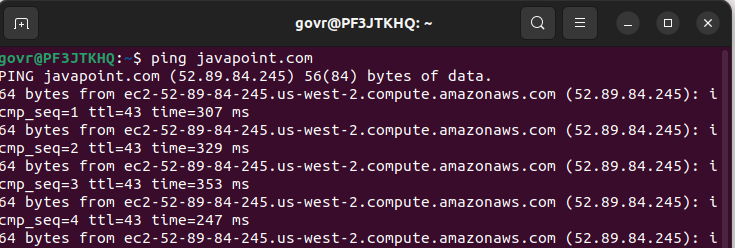 govr@PF3JTKHQ: ~
govr@PF3JTKHQ:~$ ping javapoint.com
PING javapoint.com (52.89.84.245) 56(84) bytes of data.
64 bytes from ec2-52-89-84-245.us-west-2.compute.amazonaws.com (52.89.84.245): i
cmp_seq=1 ttl=43 time=307 ms
64 bytes from ec2-52-89-84-245.us-west-2.compute.amazonaws.com (52.89.84.245): i
cmp_seq=2 ttl=43 time=329 ms
64 bytes from ec2-52-89-84-245.us-west-2.compute.amazonaws.com (52.89.84.245): i
cmp_seq=3 ttl=43 time=353 ms
64 bytes from ec2-52-89-84-245.us-west-2.compute.amazonaws.com (52.89.84.245): i
cmp_seq=4 ttl=43 time=247 ms
64 bytes from ec2-52-89-84-245.us-west-2.compute.amazonaws.com (52.89.84.245): i